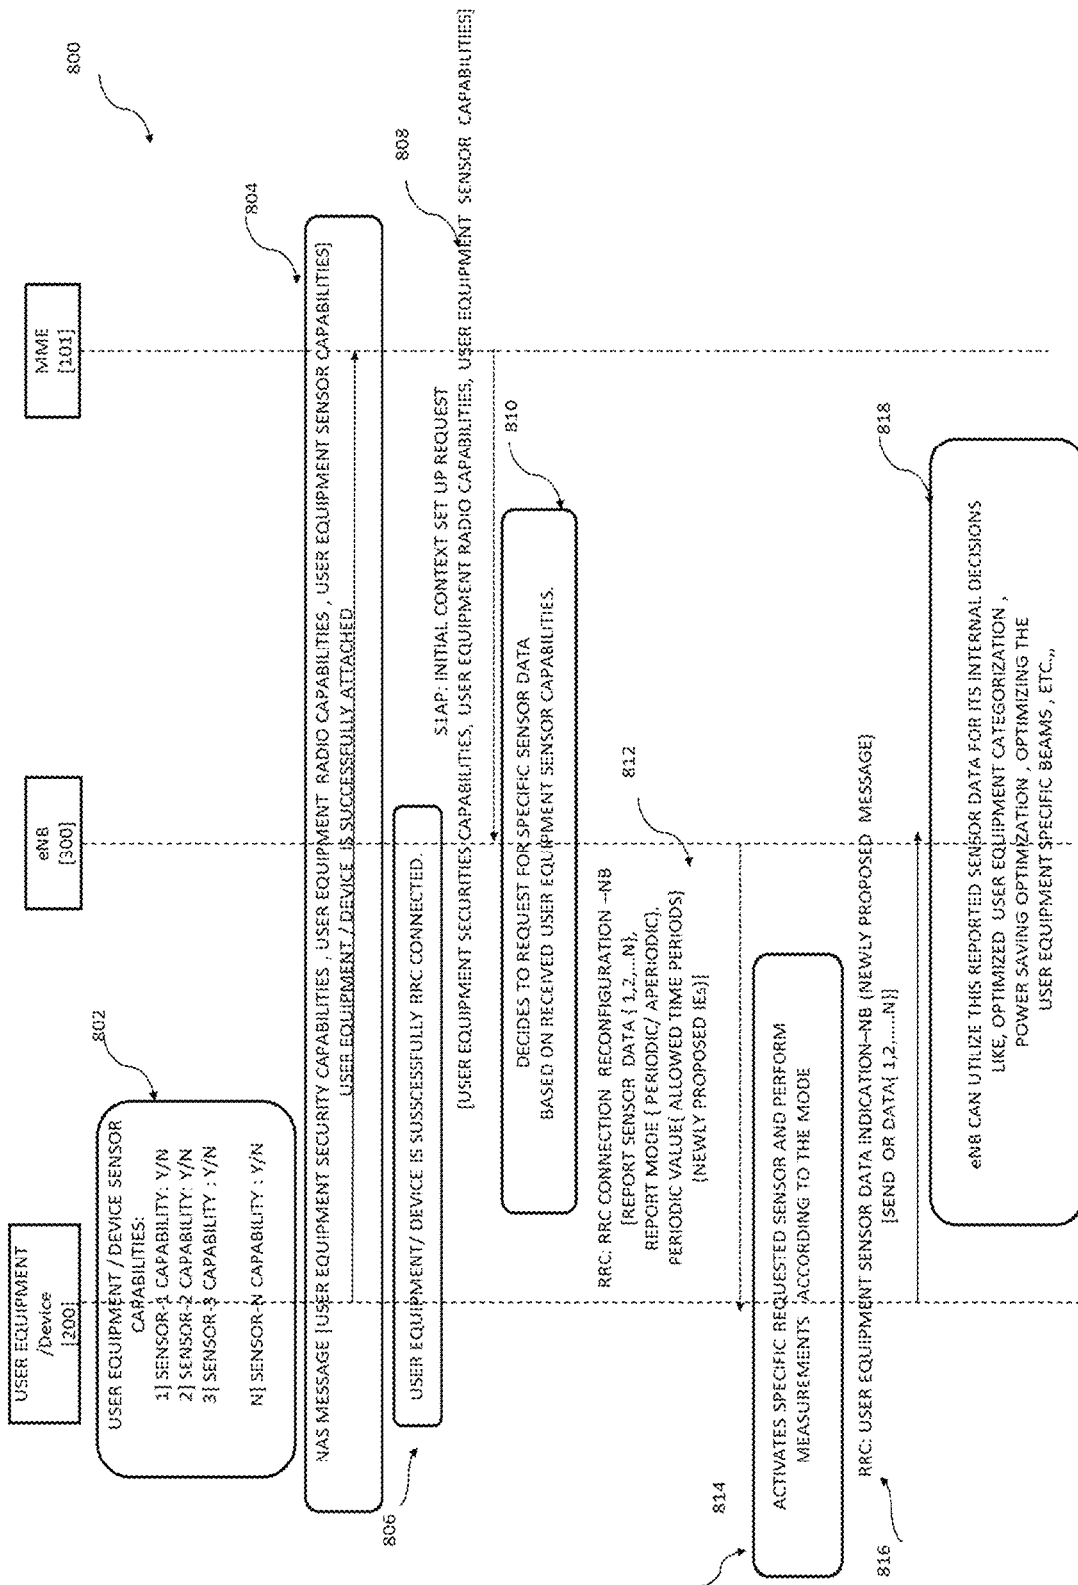 800
USER EQUIPMENT
/Device
[200]
eNB
[300]
MME
[101]
802
USER EQUIPMENT / DEVICE SENSOR
CAPABILITIES:
1] SENSOR-1 CAPABILITY: Y/N
2] SENSOR-2 CAPABILITY: Y/N
3] SENSOR-3 CAPABILITY : Y/N
N] SENSOR-N CAPABILITY : Y/N
804
NAS MESSAGE [USER EQUIPMENT SECURITY CAPABILITIES , USER EQUIPMENT RADIO CAPABILITIES , USER EQUIPMENT SENSOR CAPABILITIES]
USER EQUIPMENT / DEVICE IS SUCCESSFULLY ATTACHED
806
USER EQUIPMENT/ DEVICE IS SUSSCESSFULLY RRC CONNECTED.
808
S1AP: INITIAL CONTEXT SET UP REQUEST
[USER EQUIPMENT SECURITIES CAPABILITIES, USER EQUIPMENT RADIO CAPABILITIES, USER EQUIPMENT SENSOR CAPABILITIES]
810
DECIDES TO REQUEST FOR SPECIFIC SENSOR DATA
BASED ON RECEIVED USER EQUIPMENT SENSOR CAPABILITIES.
812
RRC: RRC CONNECTION RECONFIGURATION –NB
[REPORT SENSOR DATA { 1,2,...N},
REPORT MODE { PERIODIC/ APERIODIC},
PERIODIC VALUE{ ALLOWED TIME PERIODS}
{NEWLY PROPOSED IEs}]
814
ACTIVATES SPECIFIC REQUESTED SENSOR AND PERFORM
MEASUREMENTS ACCORDING TO THE MODE
816
RRC: USER EQUIPMENT SENSOR DATA INDICATION–NB {NEWLY PROPOSED MESSAGE}
[SEND OR DATA{ 1,2,.....N}]
818
eNB CAN UTILIZE THIS REPORTED SENSOR DATA FOR ITS INTERNAL DECISIONS
LIKE, OPTIMIZED USER EQUIPMENT CATEGORIZATION ,
POWER SAVING OPTIMIZATION , OPTIMIZING THE
USER EQUIPMENT SPECIFIC BEAMS , ETC.,,